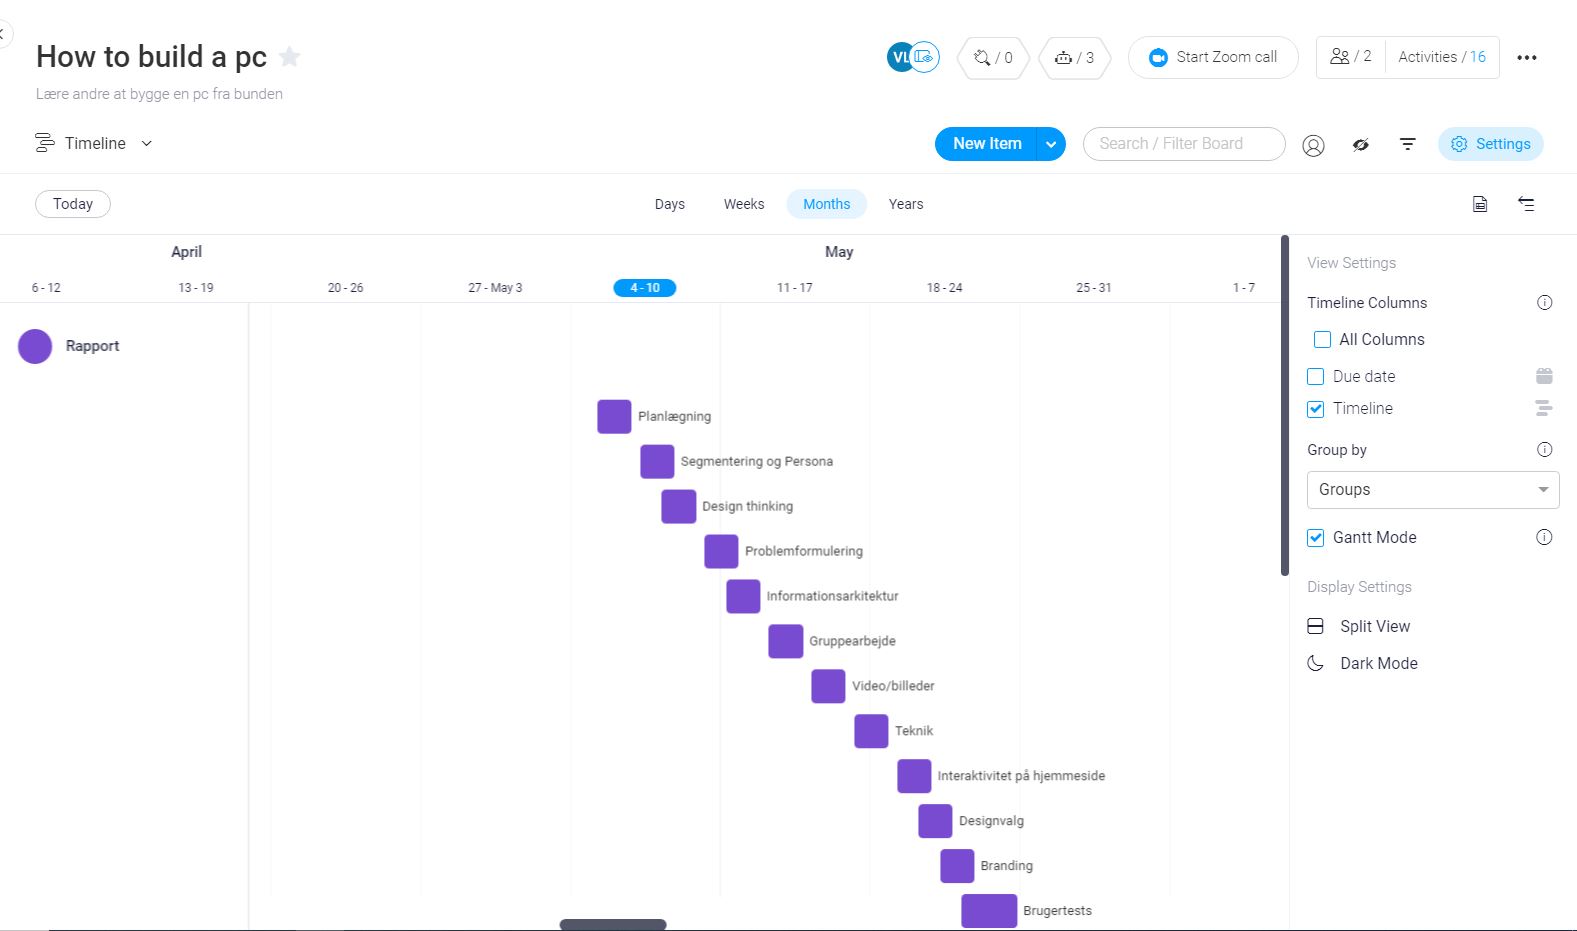 How to build a pc
VL
/ 0
/ 3
Start Zoom call
/ 2
Activities / 16
Lære andre at bygge en pc fra bunden
Timeline
New Item
Search / Filter Board
Settings
Today
Days
Weeks
Months
Years
April
May
6 - 12
13 - 19
20 - 26
27 - May 3
4 - 10
11 - 17
18 - 24
25 - 31
1 - 7
Rapport
Planlægning
Segmentering og Persona
Design thinking
Problemformulering
Informationsarkitektur
Gruppearbejde
Video/billeder
Teknik
Interaktivitet på hjemmeside
Designvalg
Branding
Brugertests
View Settings
Timeline Columns
All Columns
Due date
Timeline
Group by
Groups
Gantt Mode
Display Settings
Split View
Dark Mode